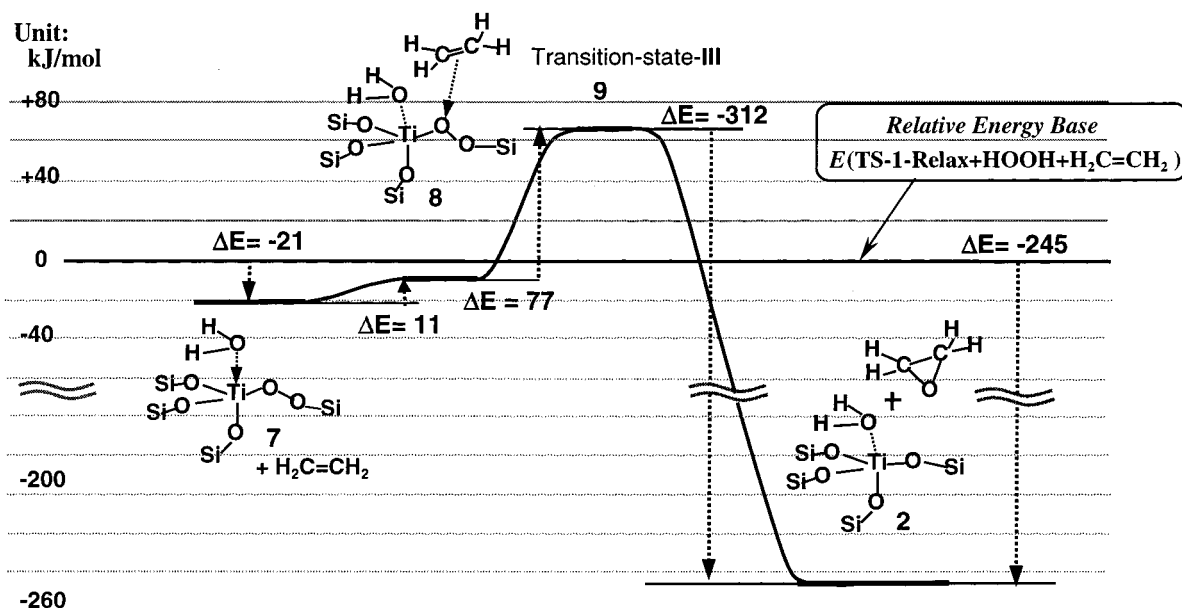 Unit:
kJ/mol
Transition-state-III
9
+80
ΔE= -312
Relative Energy Base
E(TS-1-Relax+HOOH+H₂C=CH₂ )
+40
8
ΔE= -21
ΔE= -245
0
ΔE= 77
ΔE= 11
-40
7
+ H₂C=CH₂
-200
2
-260
H
C=C
H
H
H
H
H
O
Si
O
Ti
O
O
Si
Si
O
O
Si
H
H
O
Si
O
Ti
O
O
Si
Si
O
O
Si
H
H
C
C
H
H
O
+
H
H
O
Si
O
Ti
O
Si
Si
O
O
Si